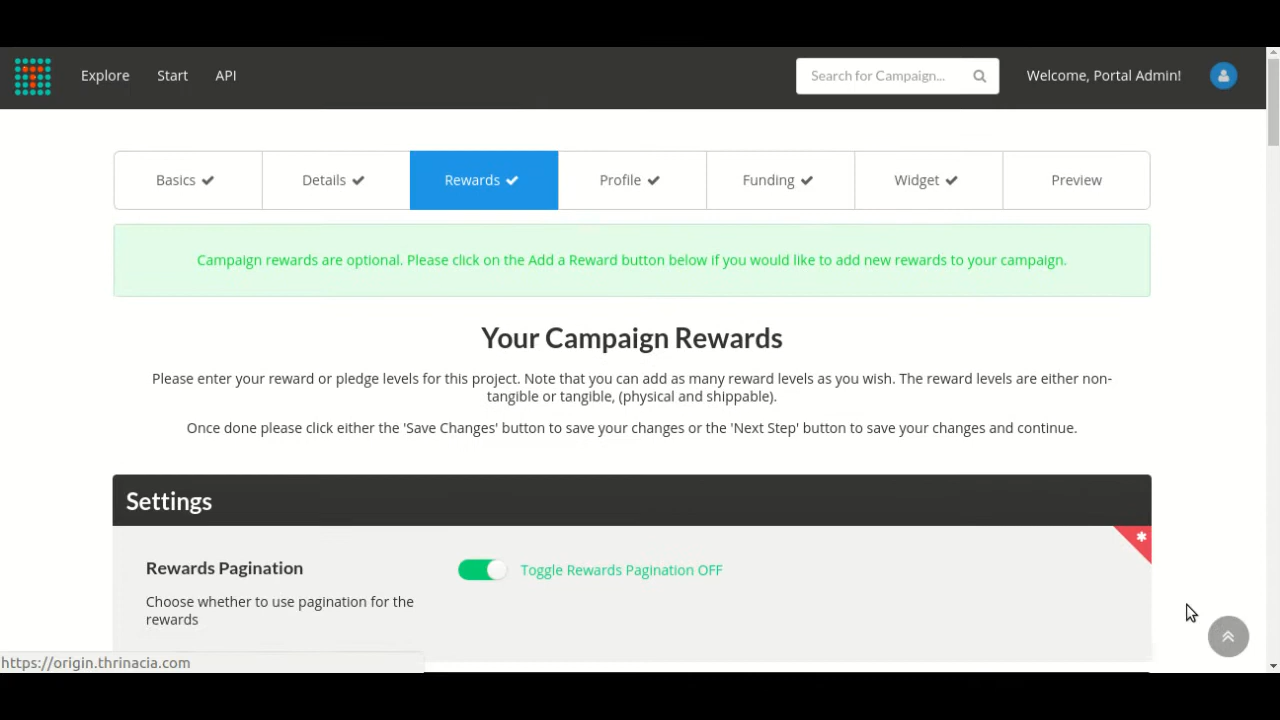 Explore Start API Search for Campaign... Welcome, Portal Admin!
Basics Details Rewards Profile Funding Widget Preview
Campaign rewards are optional. Please click on the Add a Reward button below if you would like to add new rewards to your campaign.
Your Campaign Rewards
Please enter your reward or pledge levels for this project. Note that you can add as many reward levels as you wish. The reward levels are either non-
tangible or tangible, (physical and shippable).
Once done please click either the 'Save Changes' button to save your changes or the 'Next Step' button to save your changes and continue.
Settings
Rewards Pagination Toggle Rewards Pagination OFF
Choose whether to use pagination for the
rewards
https://origin.thrinacia.com